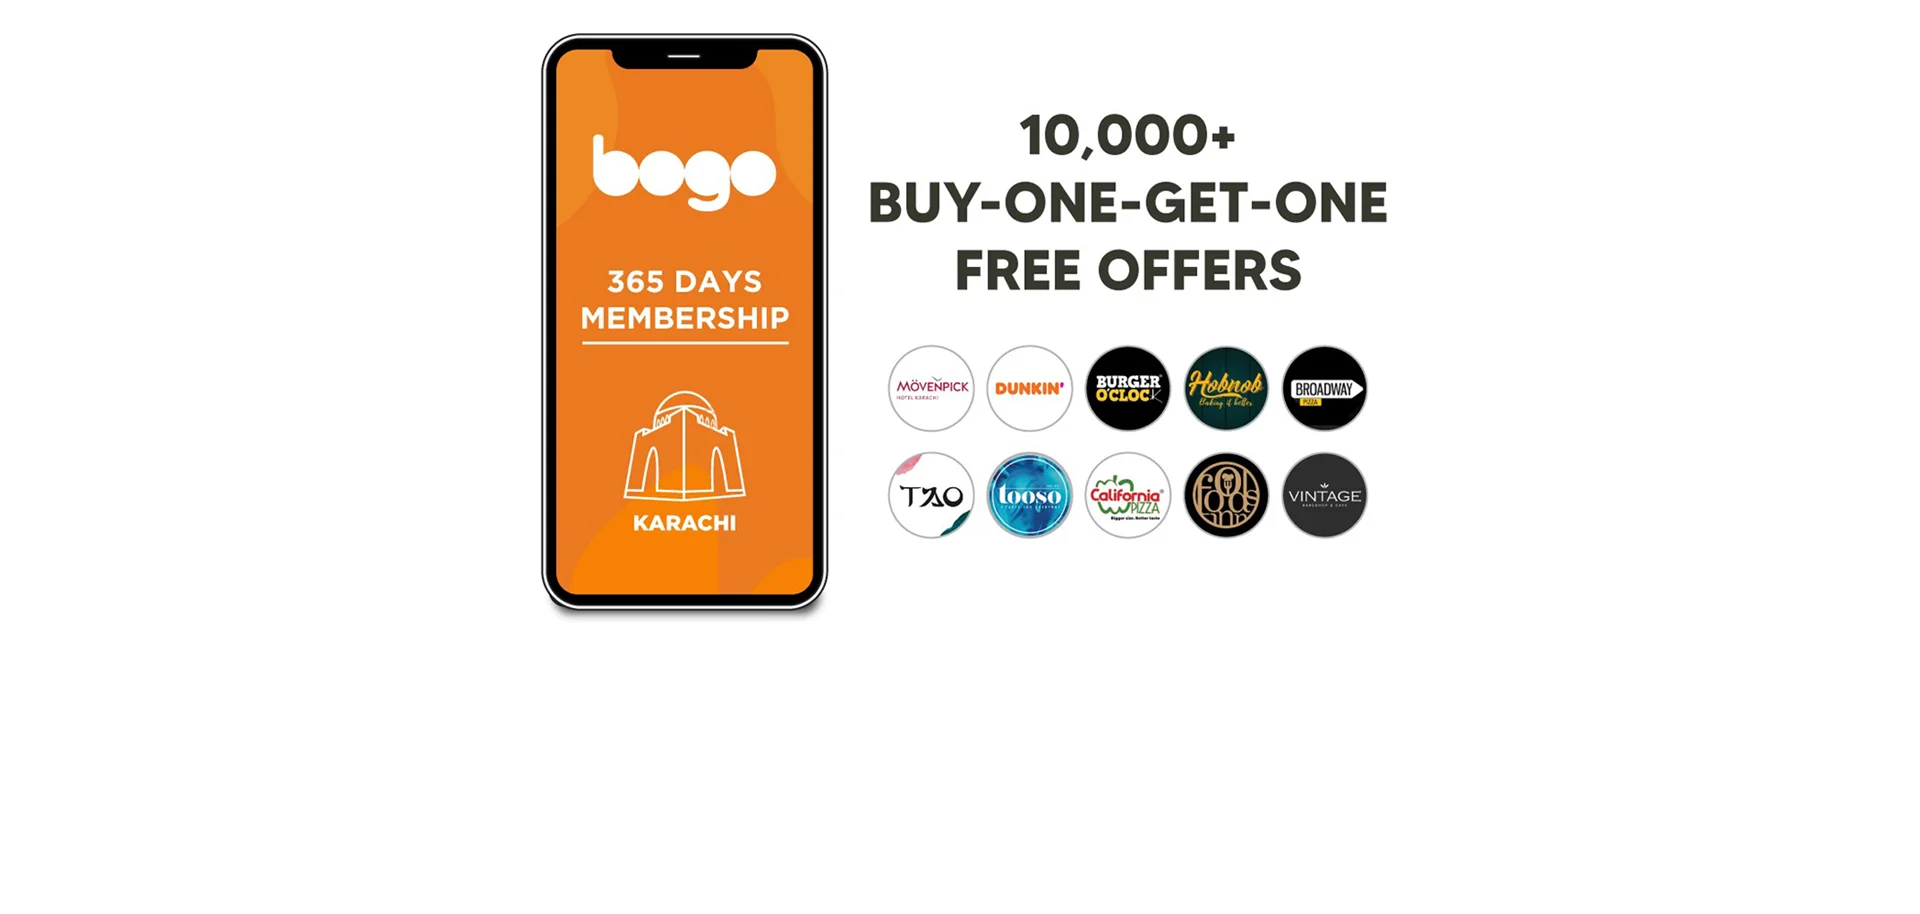 bogo
365 DAYS
MEMBERSHIP
KARACHI
10,000+
BUY-ONE-GET-ONE
FREE OFFERS
MÖVENPICK
HOTEL KARACHI
DUNKIN'
BURGER
O'CLOCK
Hobnob
Baking it better
BROADWAY
PIZZA
TAO
looso
California
PIZZA
Bigger size. Better taste
VINTAGE